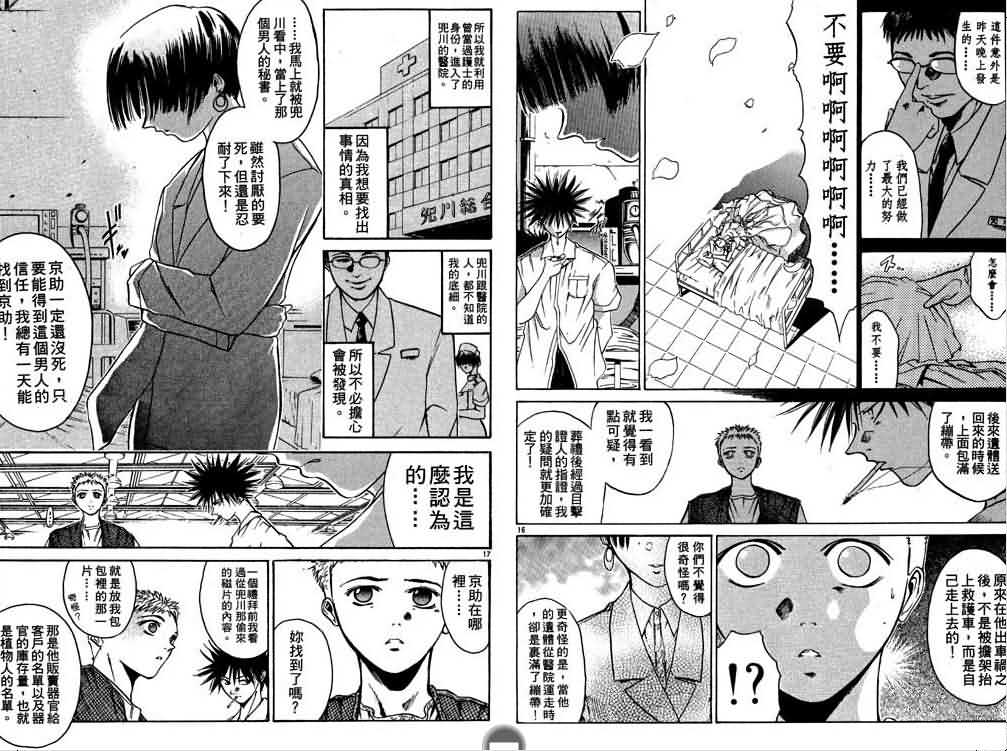 這件意外是
昨天晚上發
生的……
我們已經做
了最大的努
力……
不要啊啊啊啊啊……
怎麼會……
我不要……
後來遺體送
回來的時候
，上面包滿
了繃帶。
我一看到
就覺得有
點可疑，
葬禮後經過目擊
證人的指證，我
的疑問就更加確
定了！
原來在他出車禍之
後，不是被擔架抬
上救護車，而是自
己走上去的！
!?
你們不覺得
很奇怪嗎？
更奇怪的是，當他
的遺體從醫院運走時
，卻是裹滿了繃帶！
16
所以我就利用
曾當過護士的
身份，進入了
兜川的醫院
兜川総合
因為我想要找出
事情的真相。
……我馬上就被兜
川看中，當上了那
個男人的秘書。
雖然討厭的要
死，但還是忍
耐了下來！
兜川跟醫院的
人，都不知道
我的底細。
所以不必擔心
會被發現。
京助一定還沒死，只
要能得到這個男人的
信任，我總有一天能
找到京助！
我是這
麼認為
的……
17
京助在哪
裡……
妳找到了嗎？
一個禮拜前我看
過從兜川那偷來
的磁片的內容。
就是放我包
包裡的那一
片……
那是他販賣器官給
客戶的名單以及器
官的庫存量，也就
是植物人的名單。